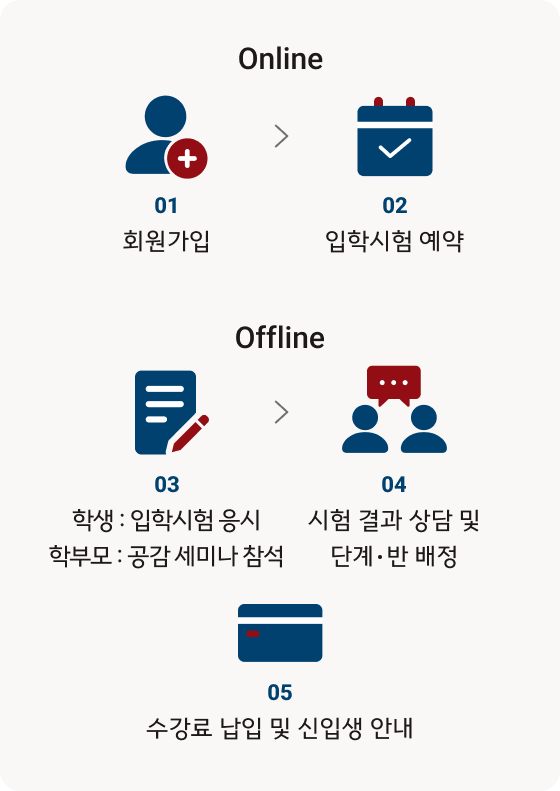 Online
01
회원가입
02
입학시험 예약
Offline
03
학생 : 입학시험 응시
학부모 : 공감 세미나 참석
04
시험 결과 상담 및
단계·반 배정
05
수강료 납입 및 신입생 안내